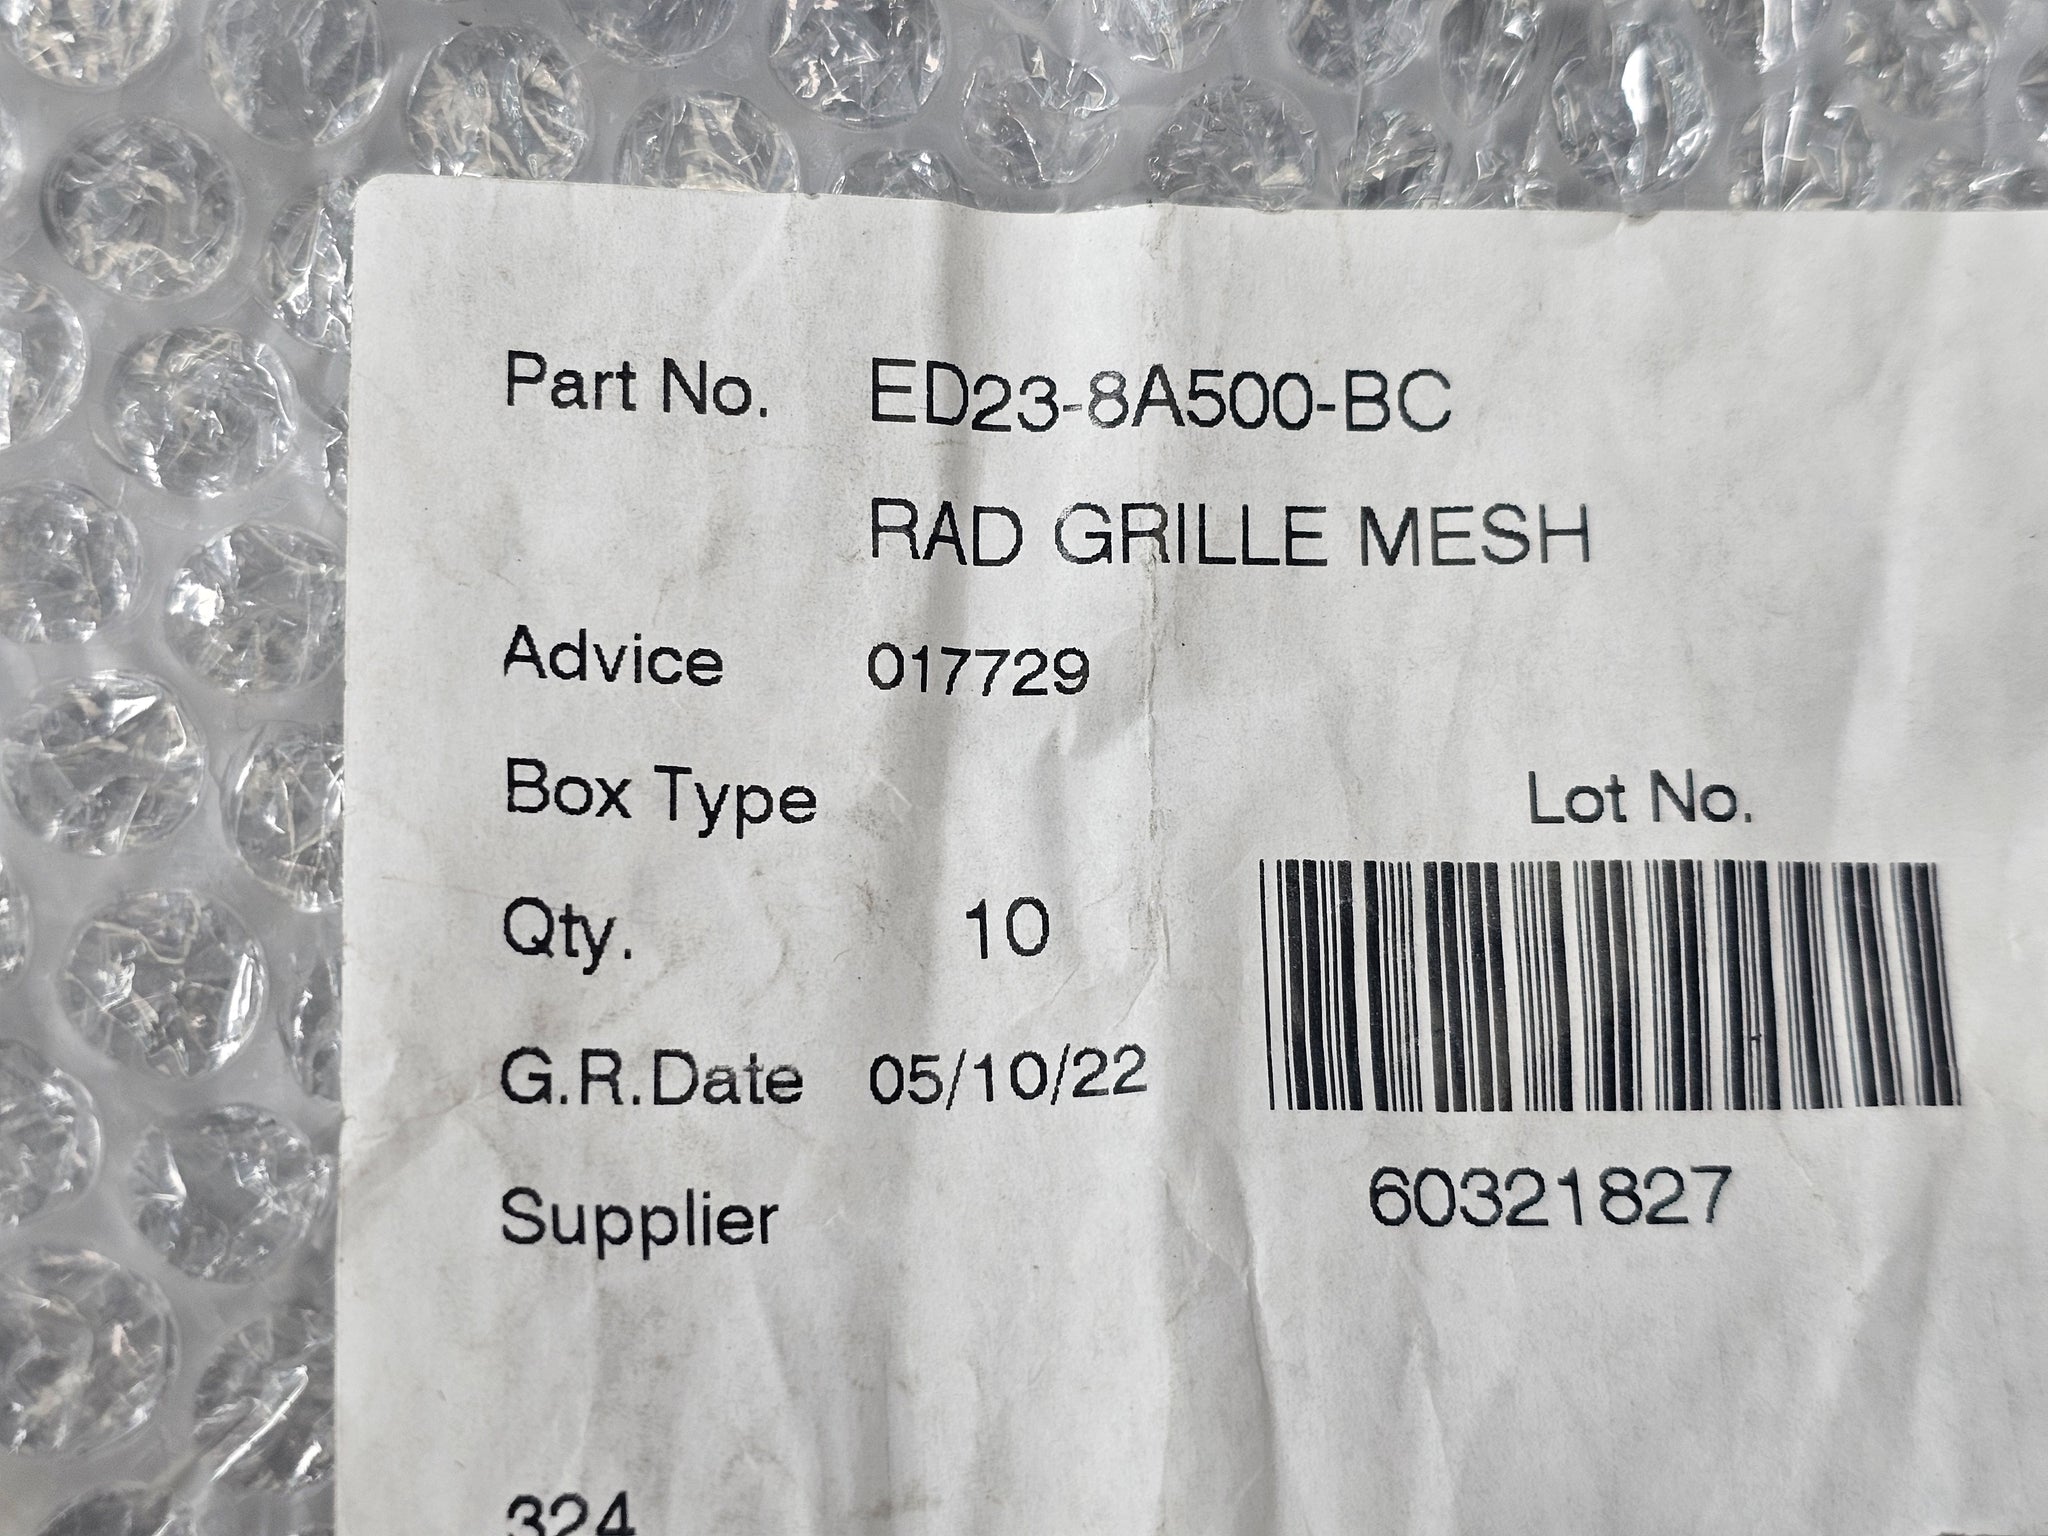 Part No. ED23-8A500-BC
RAD GRILLE MESH
Advice 017729
Box Type
Lot No.
Qty. 10
G.R.Date 05/10/22
60321827
Supplier
324